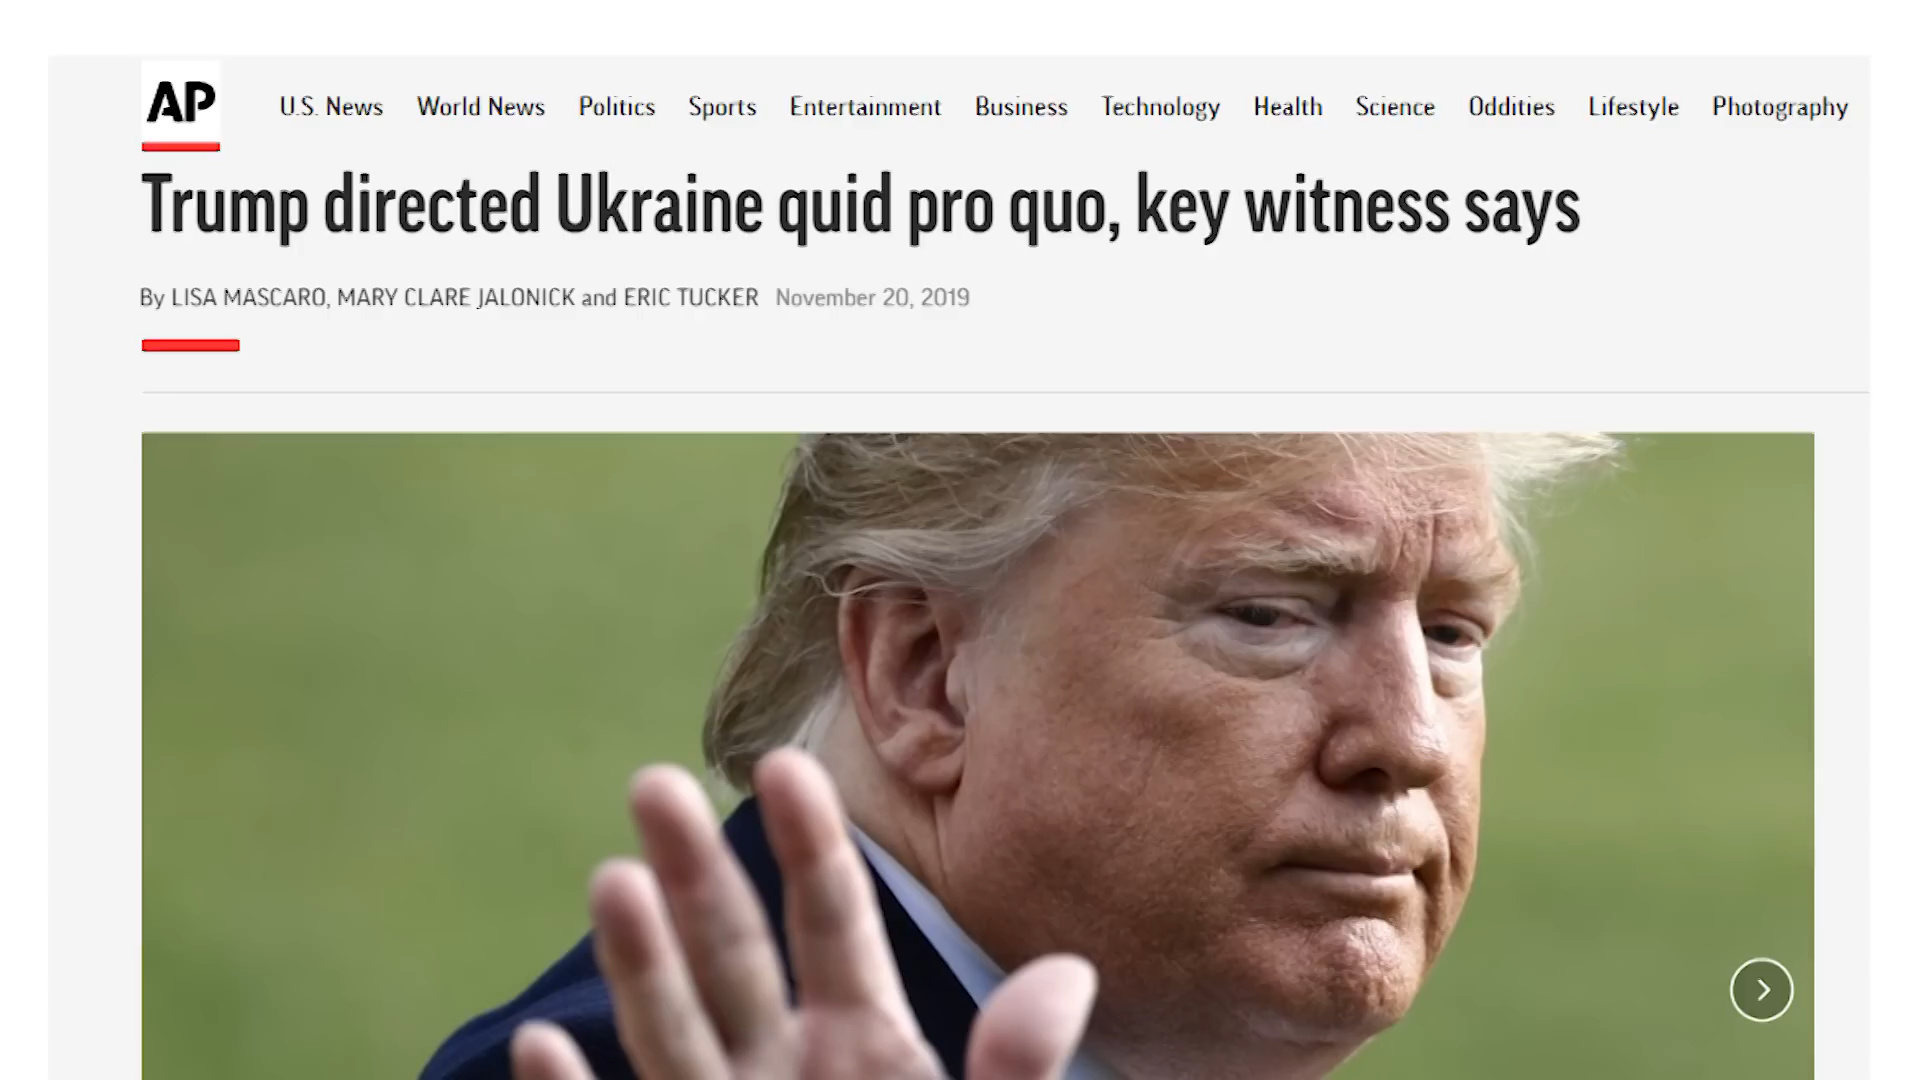 AP
U.S. News World News Politics Sports Entertainment Business Technology Health Science Oddities Lifestyle Photography
Trump directed Ukraine quid pro quo, key witness says
By LISA MASCARO, MARY CLARE JALONICK and ERIC TUCKER November 20, 2019